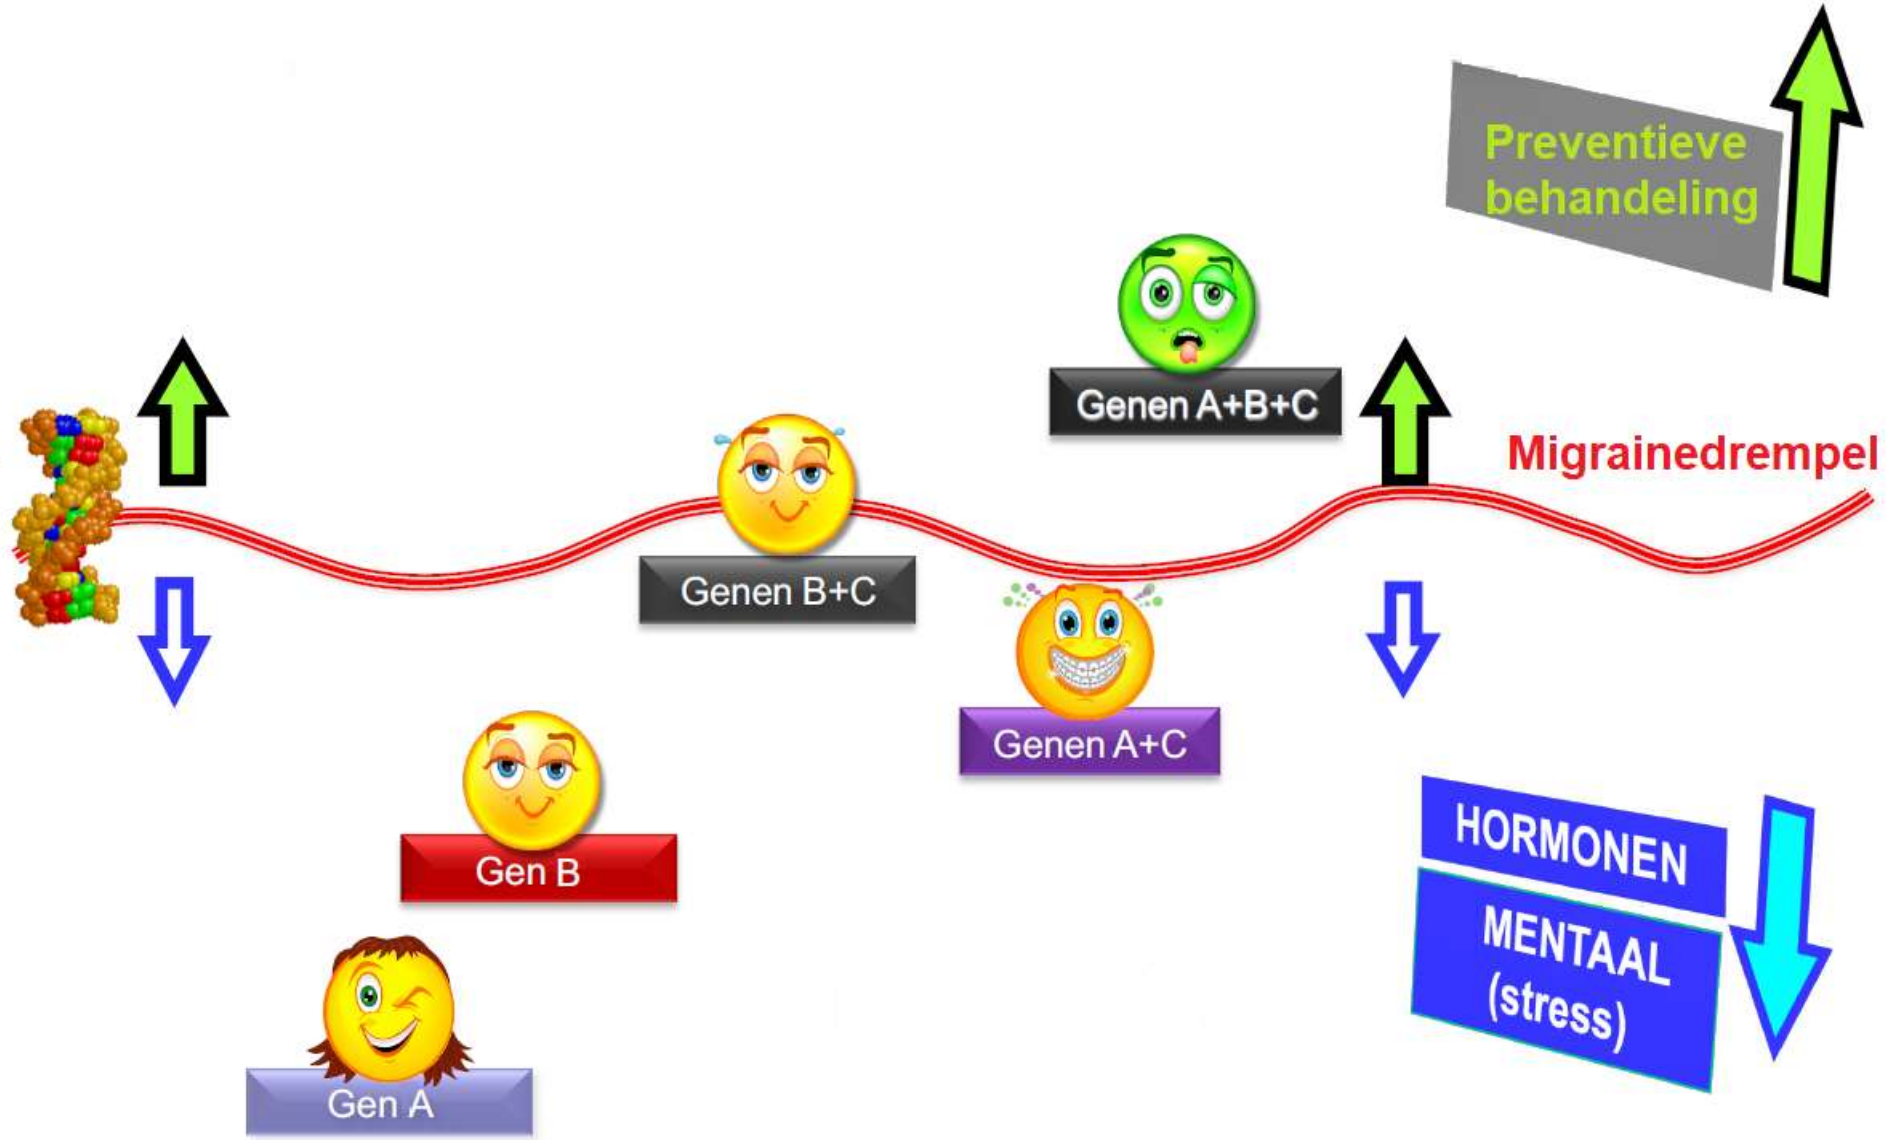 Preventieve
behandeling
Genen A+B+C
Migrainedrempel
Genen B+C
Genen A+C
HORMONEN
Gen B
MENTAAL
(stress)
Gen A